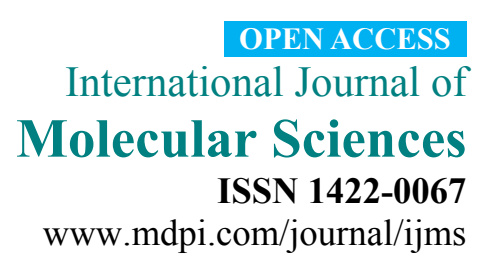 OPEN ACCESS
International Journal of
Molecular Sciences
ISSN 1422-0067
www.mdpi.com/journal/ijms